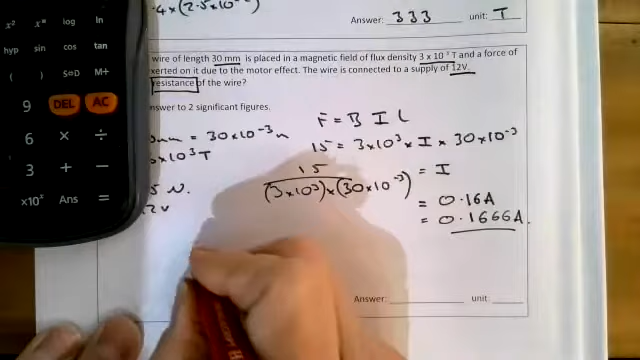 ·4 × (2·5×10
Answer: 333 unit: T
wire of length 30 mm is placed in a magnetic field of flux density 3 x 10 T and a force of
xerted on it due to the motor effect. The wire is connected to a supply of 12V.
resistance of the wire?
nswer to 2 significant figures.
F = B I L
mm = 30×10⁻³ m
15 = 3×10³ × I × 30×10⁻³
×10³ T
15
(3×10³)×(30×10⁻³) = I
5 N.
= 0·16A
2v
= 0·1666A.
Answer: unit:
x² x■ log ln
hyp sin cos tan
( ) S⇔D M+
9 DEL AC
6 × ÷
3 + −
×10ˣ Ans =